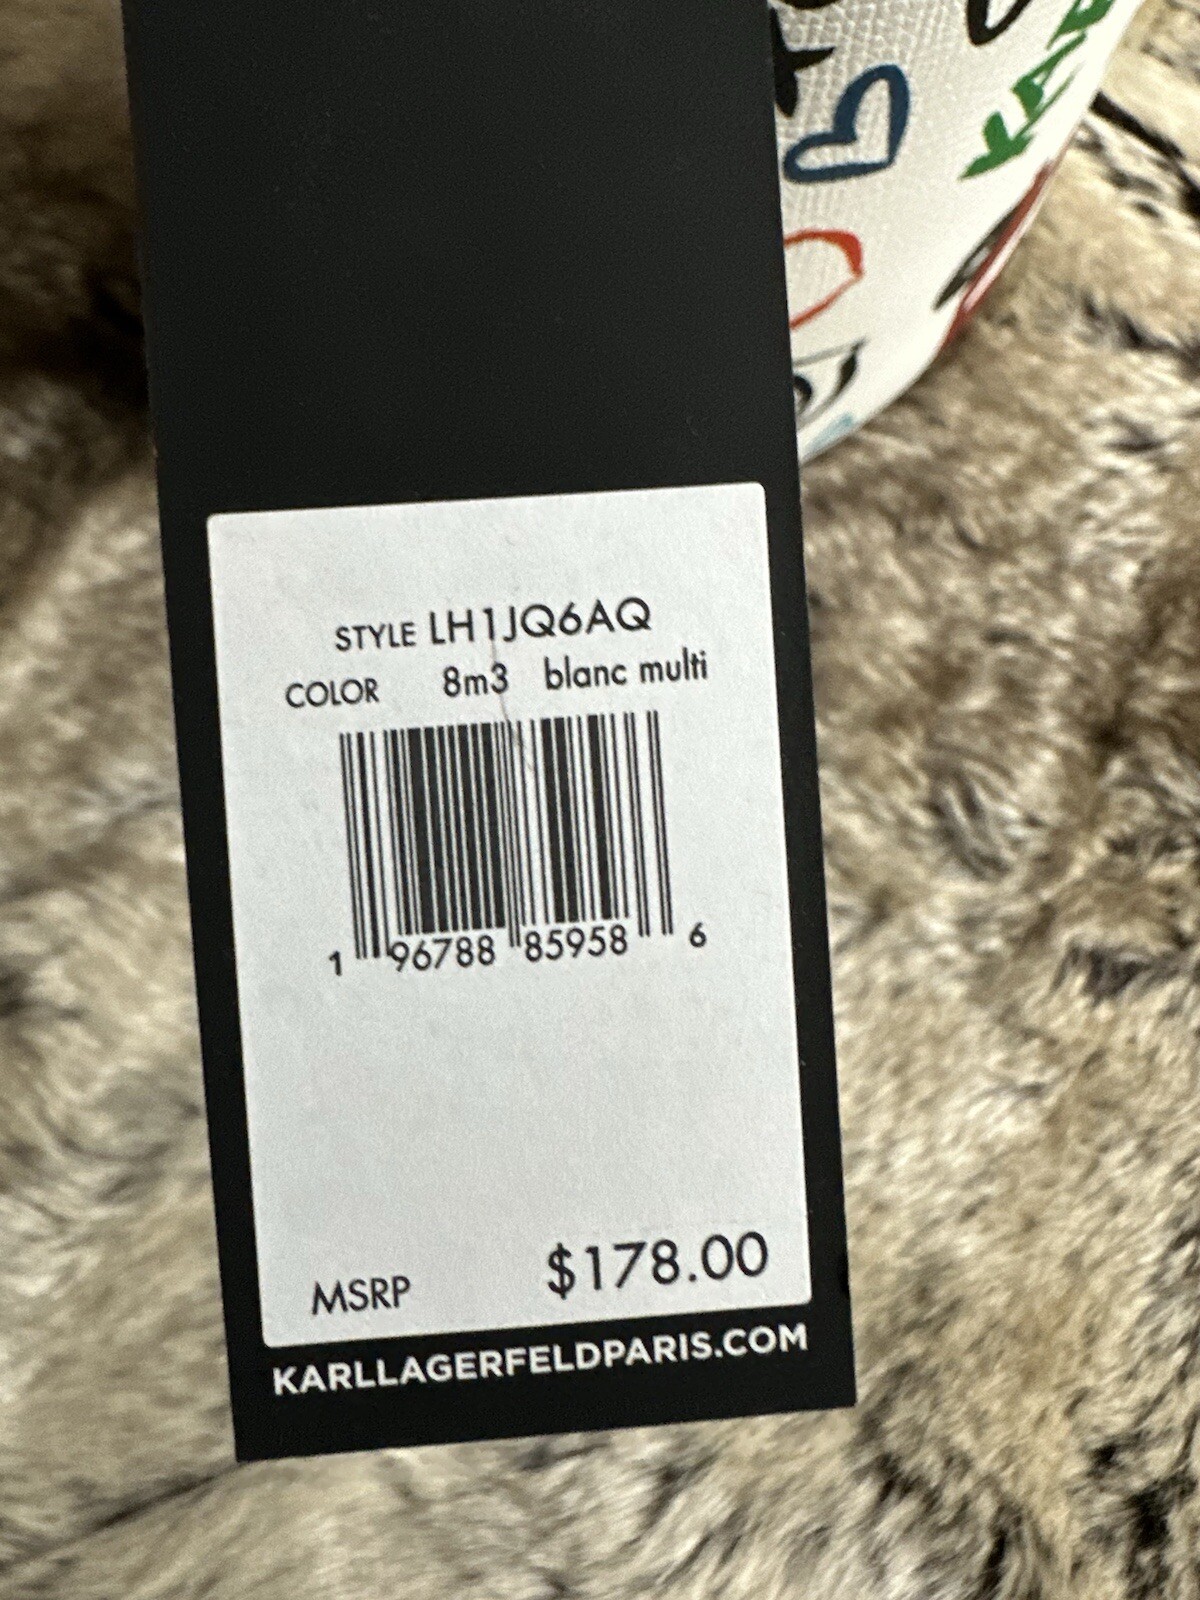 STYLE LH1JQ6AQ
COLOR 8m3 blanc multi
1 96788 85958 6
MSRP $178.00
KARLLAGERFELDPARIS.COM